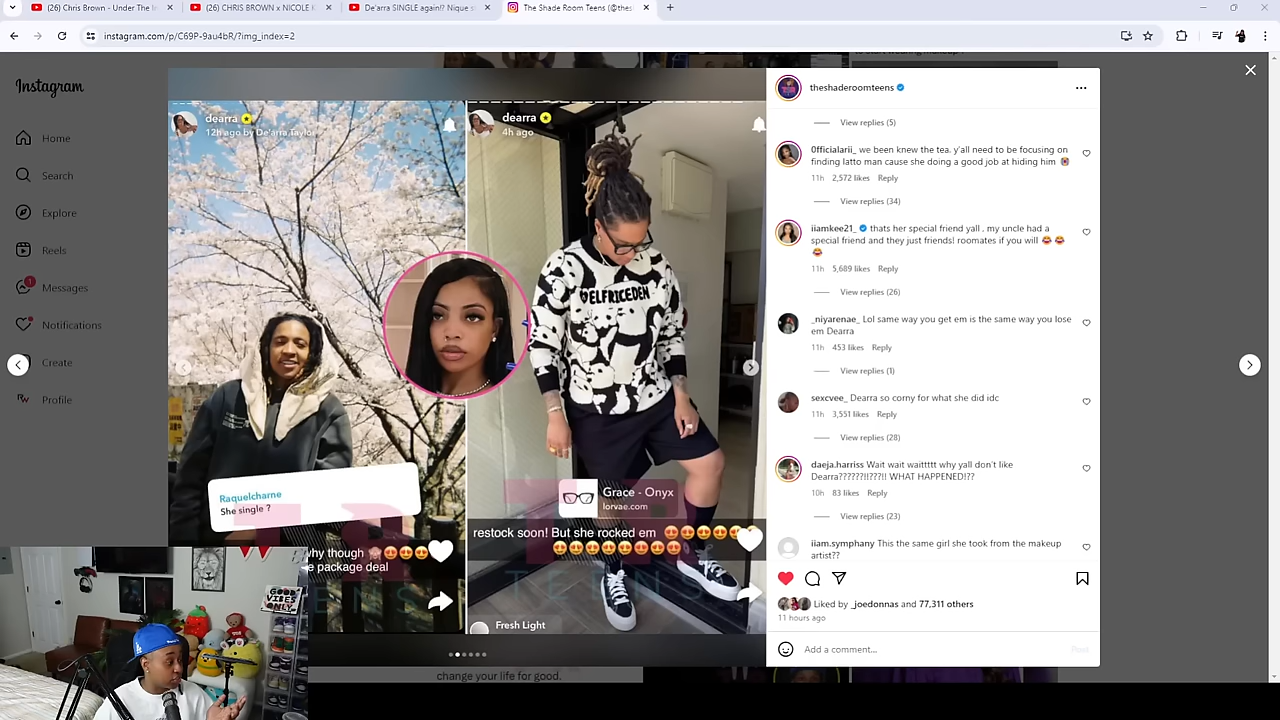 (26) Chris Brown - Under The In
(26) CHRIS BROWN x NICOLE K
De'arra SINGLE again!? Nique s
The Shade Room Teens (@thes
instagram.com/p/C69P-9au4bR/?img_index=2
Instagram
Home
Search
Explore
Reels
1
Messages
Notifications
Create
Profile
dearra
12h ago by De'arra Taylor
Raquelcharne
She single ?
why though
e package deal
dearra
4h ago
ELFRICEDEN
Grace - Onyx
lorvae.com
restock soon! But she rocked em
TEENS
Fresh Light
GOOD
VIBES
ONLY
change your life for good.
theshaderoomteens
View replies (5)
0fficialarii_ we been knew the tea, y'all need to be focusing on
finding latto man cause she doing a good job at hiding him
11h 2,572 likes Reply
View replies (34)
iiamkee21_ thats her special friend yall , my uncle had a
special friend and they just friends! roomates if you will
11h 5,689 likes Reply
View replies (26)
_niyarenae_ Lol same way you get em is the same way you lose
em Dearra
11h 453 likes Reply
View replies (1)
sexcvee_ Dearra so corny for what she did idc
11h 3,551 likes Reply
View replies (28)
daeja.harriss Wait wait waittttt why yall don't like
Dearra??????!!???!! WHAT HAPPENED!??
10h 83 likes Reply
View replies (23)
iiam.symphany This the same girl she took from the makeup
artist??
Liked by _joedonnas and 77,311 others
11 hours ago
Add a comment...
Post